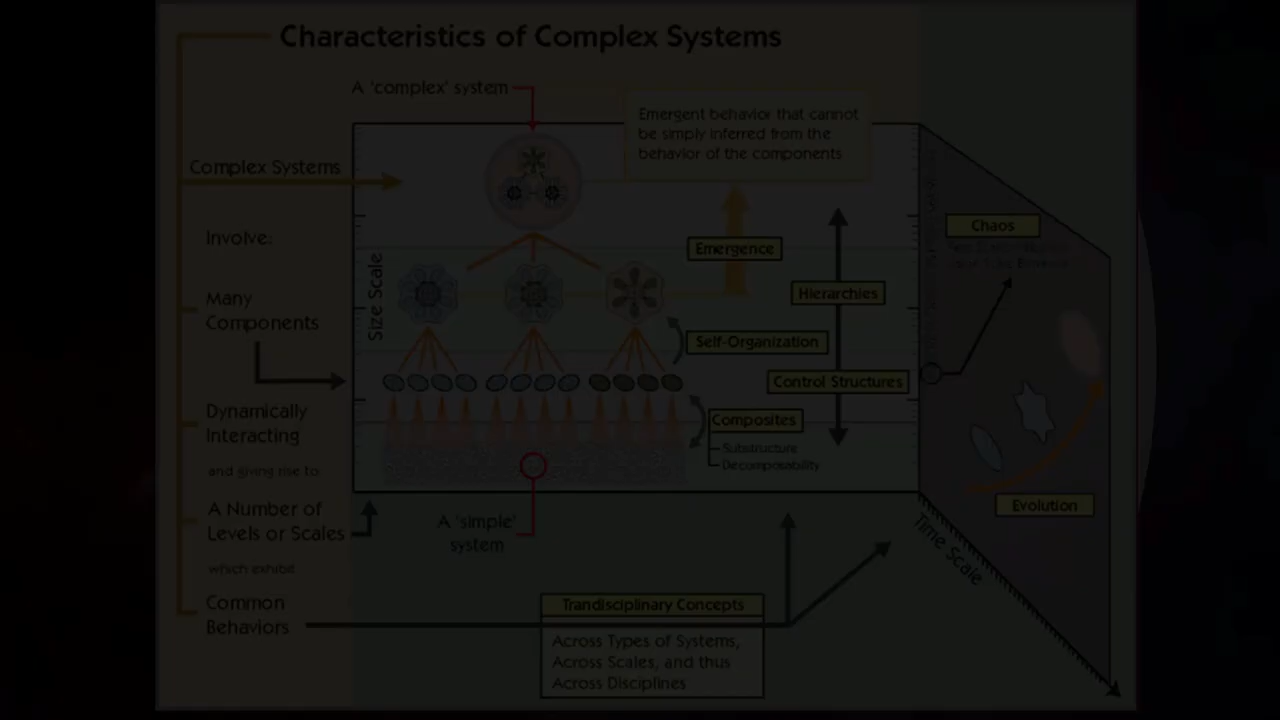 Characteristics of Complex Systems
A 'complex' system
Emergent behavior that cannot
be simply inferred from the
behavior of the components
Complex Systems
Involve:
Many
Components
Dynamically
Interacting
and giving rise to
A Number of
Levels or Scales
which exhibit
Common
Behaviors
Size Scale
Emergence
Hierarchies
Self-Organization
Control Structures
Composites
Substructure
Decomposability
A 'simple'
system
Chaos
Evolution
Time Scale
Trandisciplinary Concepts
Across Types of Systems,
Across Scales, and thus
Across Disciplines